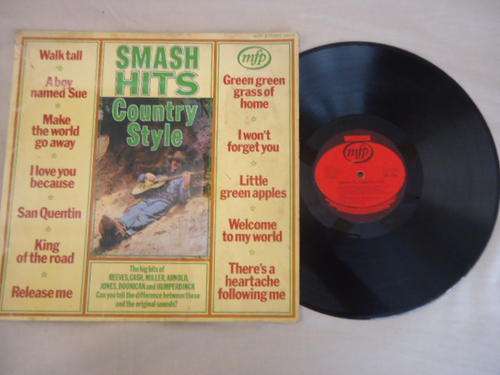 SMASH
HITS
Country
Style
mfp
Walk tall
A boy
named Sue
Make
the world
go away
I love you
because
San Quentin
King
of the road
Release me
Green green
grass of
home
I won't
forget you
Little
green apples
Welcome
to my world
There's a
heartache
following me
The big hits of
REEVES, CASH, MILLER, ARNOLD,
JONES, DOONICAN and HUMPERDINCK
Can you tell the difference between these
and the original sounds?
mfp